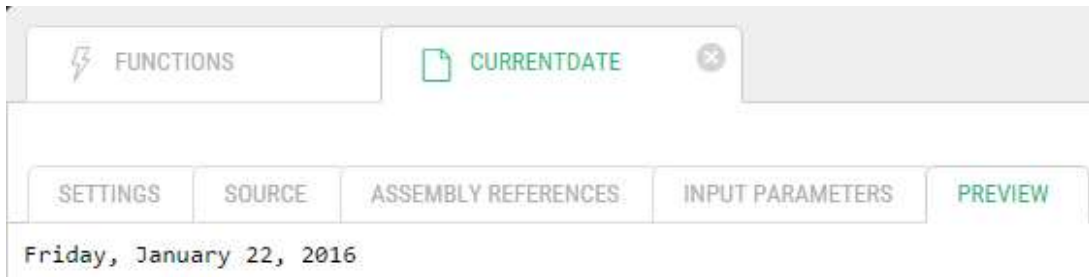 FUNCTIONS CURRENTDATE
SETTINGS SOURCE ASSEMBLY REFERENCES INPUT PARAMETERS PREVIEW
Friday, January 22, 2016